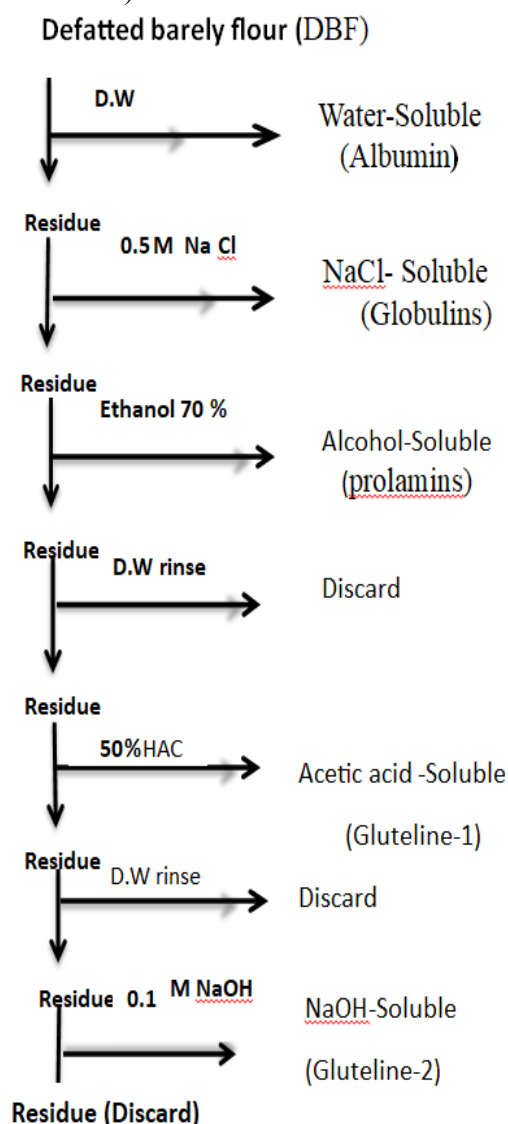 Defatted barely flour (DBF)
D.W
Water-Soluble
(Albumin)
Residue
0.5 M Na Cl
NaCl- Soluble
(Globulins)
Residue
Ethanol 70 %
Alcohol-Soluble
(prolamins)
Residue
D.W rinse
Discard
Residue
50%HAC
Acetic acid -Soluble
(Gluteline-1)
Residue
D.W rinse
Discard
Residue 0.1 M NaOH
NaOH-Soluble
(Gluteline-2)
Residue (Discard)